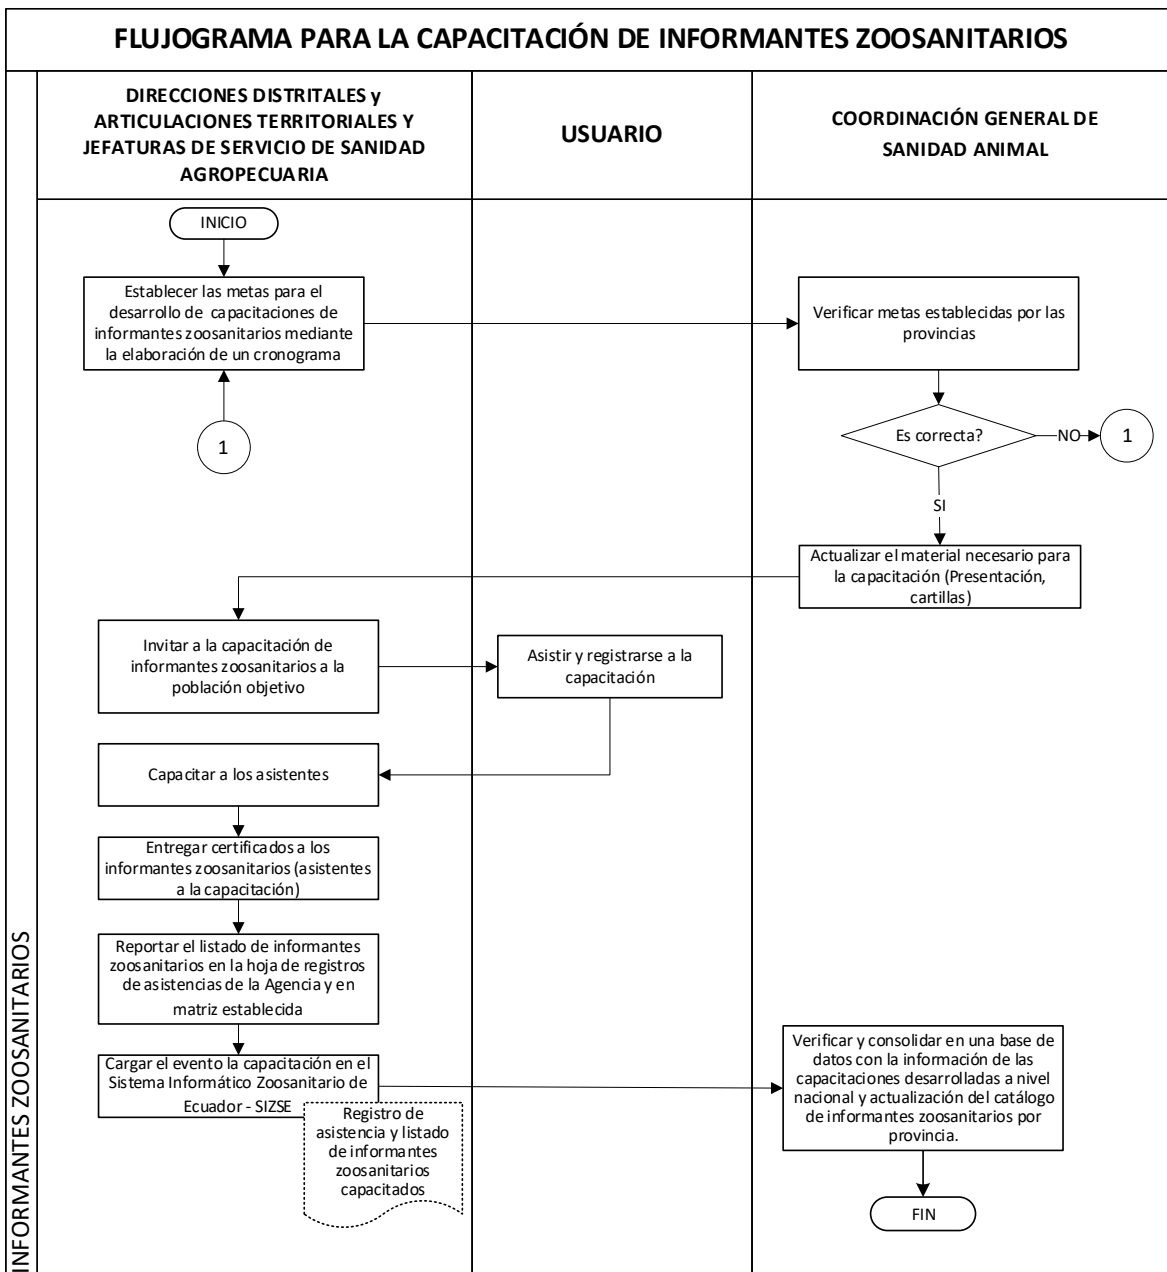 FLUJOGRAMA PARA LA CAPACITACIÓN DE INFORMANTES ZOOSANITARIOS
DIRECCIONES DISTRITALES y
ARTICULACIONES TERRITORIALES Y
JEFATURAS DE SERVICIO DE SANIDAD
AGROPECUARIA
USUARIO
COORDINACIÓN GENERAL DE
SANIDAD ANIMAL
INFORMANTES ZOOSANITARIOS
INICIO
Establecer las metas para el
desarrollo de capacitaciones de
informantes zoosanitarios mediante
la elaboración de un cronograma
Verificar metas establecidas por las
provincias
1
Es correcta?
NO
1
SI
Actualizar el material necesario para
la capacitación (Presentación,
cartillas)
Invitar a la capacitación de
informantes zoosanitarios a la
población objetivo
Asistir y registrarse a la
capacitación
Capacitar a los asistentes
Entregar certificados a los
informantes zoosanitarios (asistentes
a la capacitación)
Reportar el listado de informantes
zoosanitarios en la hoja de registros
de asistencias de la Agencia y en
matriz establecida
Cargar el evento la capacitación en el
Sistema Informático Zoosanitario de
Ecuador - SIZSE
Registro de
asistencia y listado
de informantes
zoosanitarios
capacitados
Verificar y consolidar en una base de
datos con la información de las
capacitaciones desarrolladas a nivel
nacional y actualización del catálogo
de informantes zoosanitarios por
provincia.
FIN